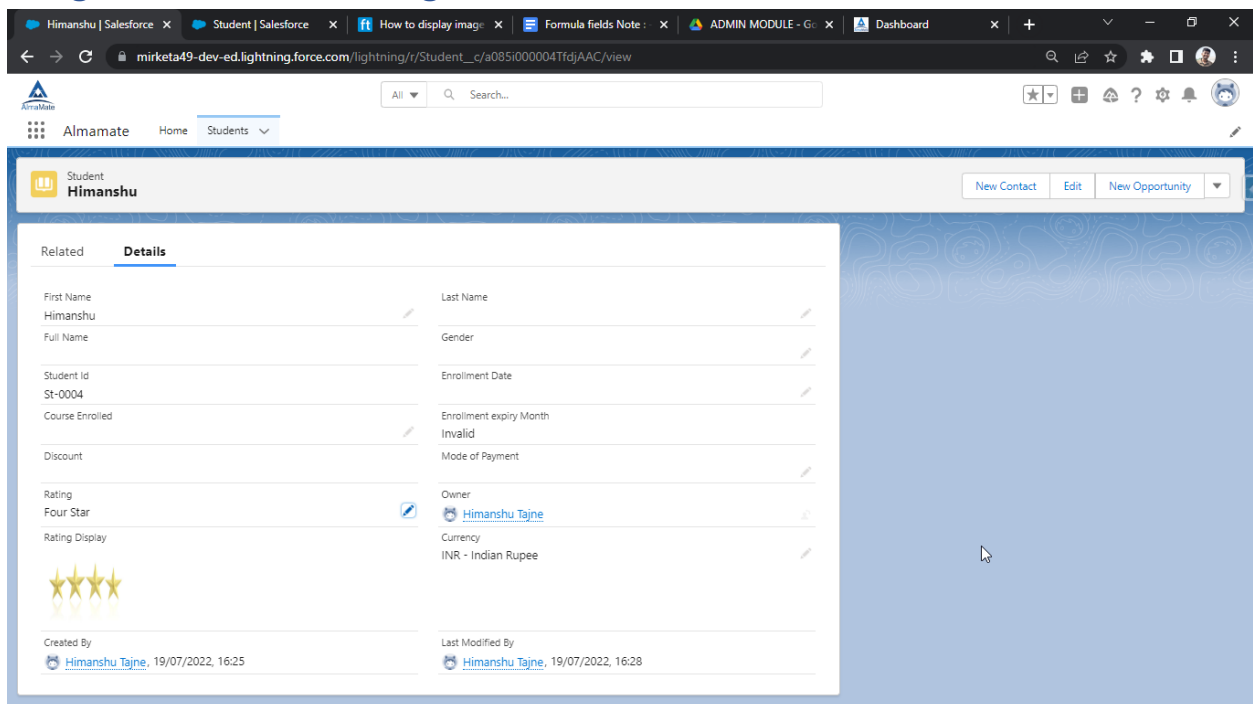 Himanshu | Salesforce
Student | Salesforce
ft How to display image
Formula fields Note : -
ADMIN MODULE - Go
Dashboard
mirketa49-dev-ed.lightning.force.com/lightning/r/Student__c/a085i000004TfdjAAC/view
AlmaMate
All
Search...
Almamate Home Students
Student
Himanshu
New Contact Edit New Opportunity
Related Details
First Name Last Name
Himanshu
Full Name Gender
Student Id Enrollment Date
St-0004
Course Enrolled Enrollment expiry Month
Invalid
Discount Mode of Payment
Rating Owner
Four Star Himanshu Tajne
Rating Display Currency
INR - Indian Rupee
Created By Last Modified By
Himanshu Tajne, 19/07/2022, 16:25 Himanshu Tajne, 19/07/2022, 16:28